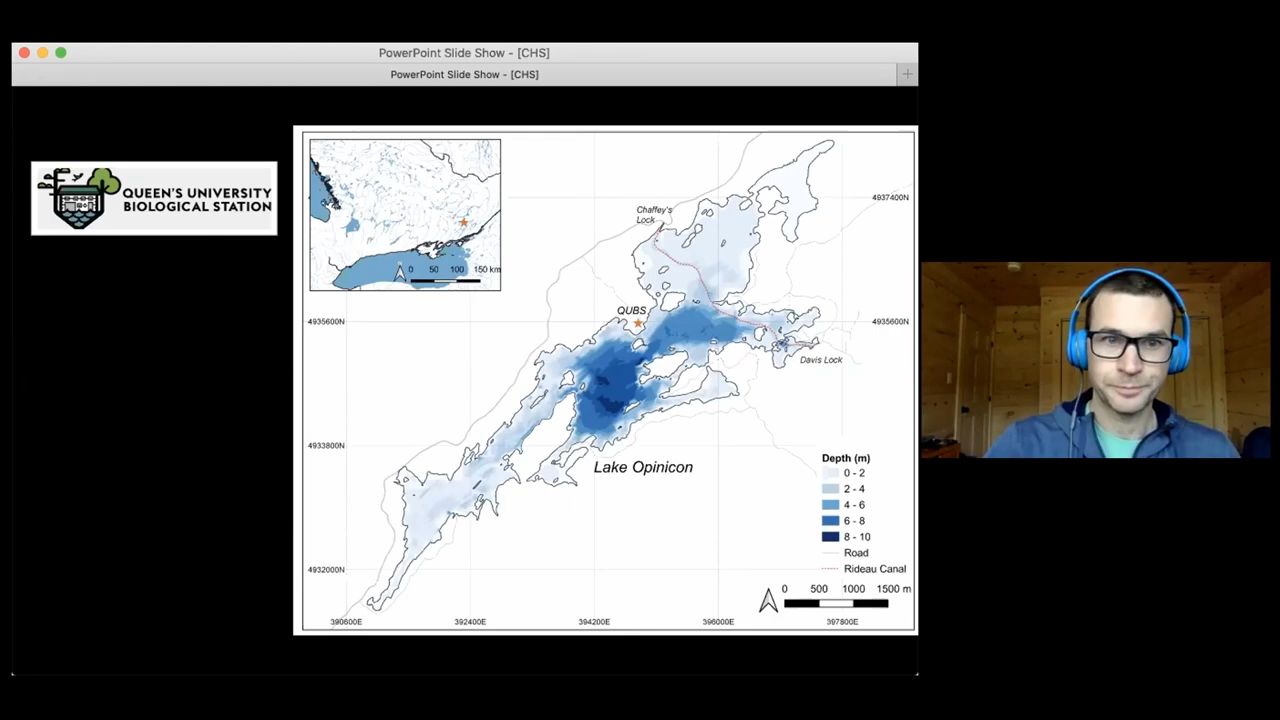 PowerPoint Slide Show - [CHS]
PowerPoint Slide Show - [CHS]
QUEEN'S UNIVERSITY
BIOLOGICAL STATION
0 50 100 150 km
Chaffey's
Lock
4937400N
QUBS
4935600N
4935600N
Davis Lock
4933800N
Lake Opinicon
Depth (m)
0 - 2
2 - 4
4 - 6
6 - 8
8 - 10
Road
Rideau Canal
4932000N
0 500 1000 1500 m
390600E 392400E 394200E 396000E 397800E